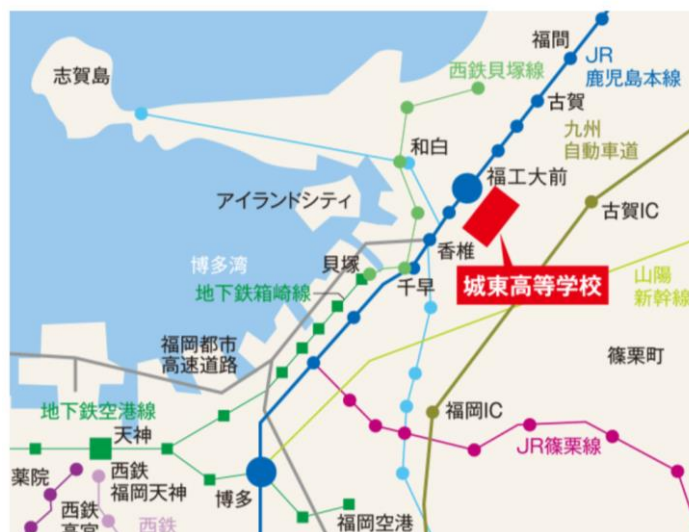 福間
JR
鹿児島本線
志賀島
西鉄貝塚線
古賀
九州
自動車道
和白
福工大前
アイランドシティ
古賀IC
香椎
博多湾
貝塚
城東高等学校
千早
山陽
新幹線
地下鉄箱崎線
福岡都市
高速道路
篠栗町
地下鉄空港線
福岡IC
天神
JR篠栗線
薬院
西鉄
福岡天神
博多
西鉄
高宮
西鉄
福岡空港